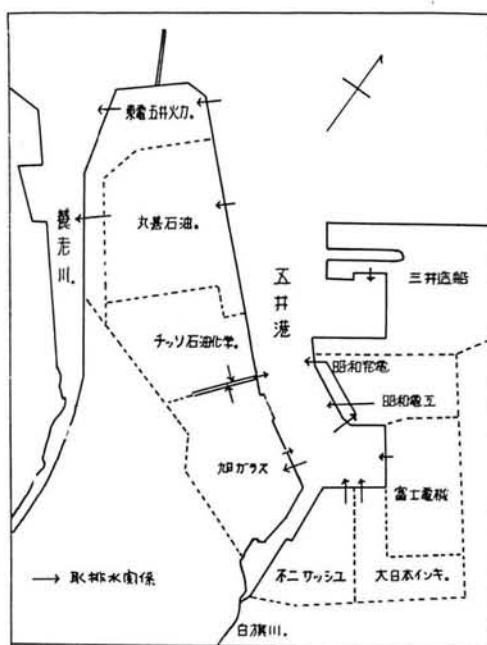 東電五井火力。
丸善石油。
養老川。
五井港
三井造船
チッソ石油化学。
昭和電工
旭ガラス
富士電機
取排水関係
不二サッシュ
大日本インキ。
白旗川。